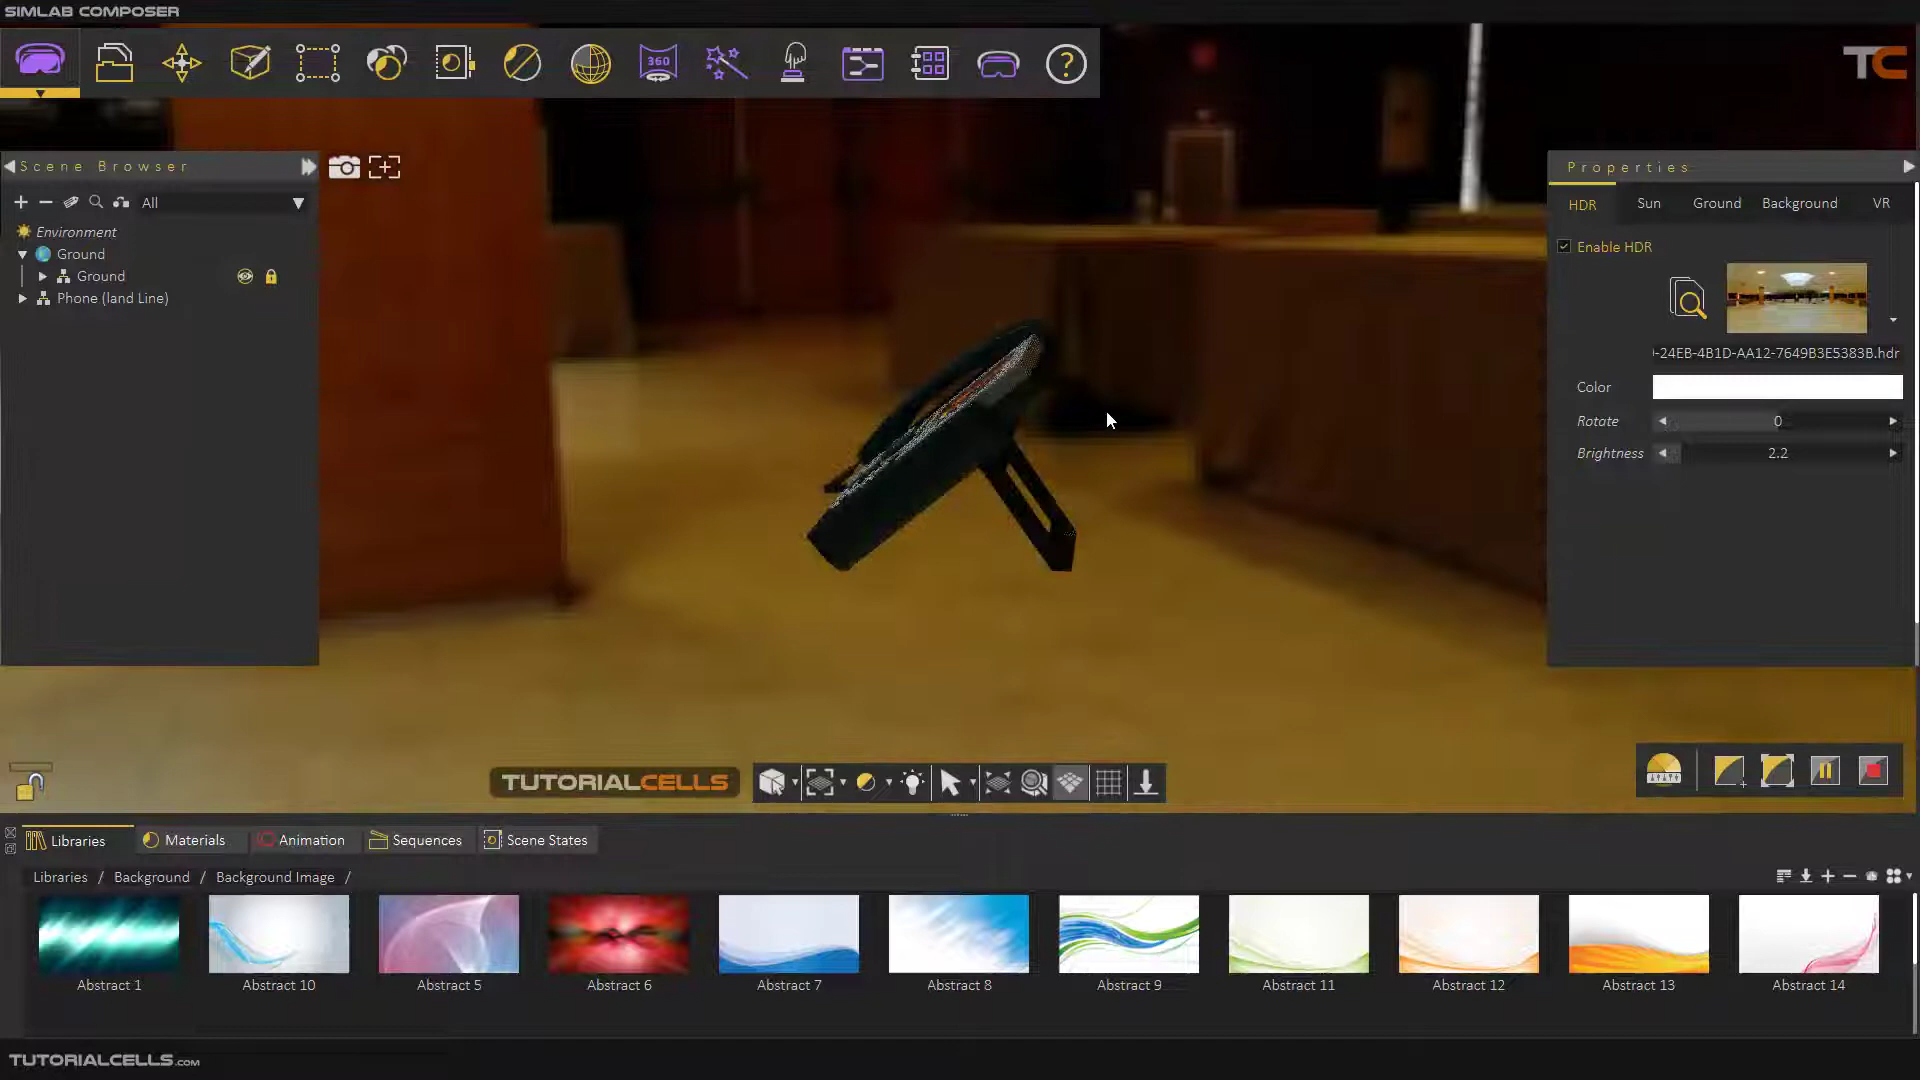 SIMLAB COMPOSER
360
?
TC
Scene Browser
All
Environment
Ground
Ground
Phone (land Line)
Properties
HDR Sun Ground Background VR
Enable HDR
-24EB-4B1D-AA12-7649B3E5383B.hdr
Color
Rotate 0
Brightness 2.2
TUTORIALCELLS
Libraries Materials Animation Sequences Scene States
Libraries / Background / Background Image /
Abstract 1 Abstract 10 Abstract 5 Abstract 6 Abstract 7 Abstract 8 Abstract 9 Abstract 11 Abstract 12 Abstract 13 Abstract 14
TUTORIALCELLS.COM